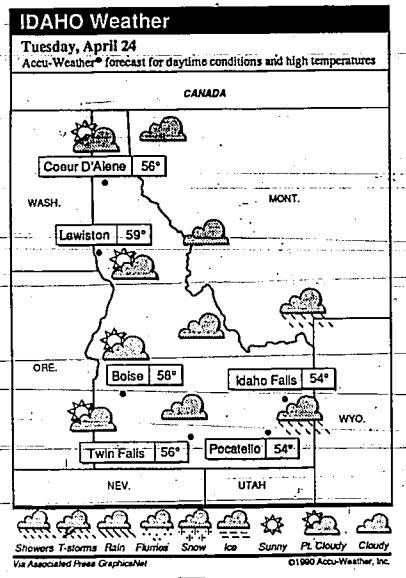 IDAHO Weather
Tuesday, April 24
Accu-Weather® forecast for daytime conditions and high temperatures
CANADA
Coeur D'Alene 56°
WASH.
MONT.
Lewiston 59°
ORE.
Boise 58°
Idaho Falls 54°
WYO.
Twin Falls 56°
Pocatello 54°
NEV.
UTAH
Showers T-storms Rain Flurries Snow Ice Sunny Pt. Cloudy Cloudy
Via Associated Press GraphicsNet
©1990 Accu-Weather, Inc.